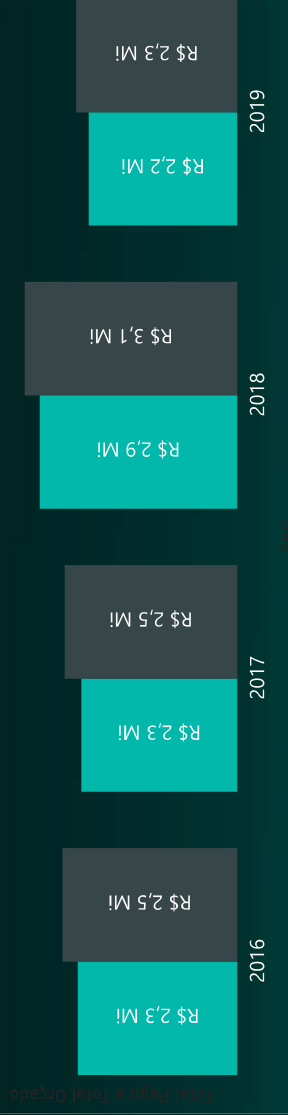 Total Pago e Total Orçado
R$ 2,3 Mi
R$ 2,5 Mi
2016
R$ 2,3 Mi
R$ 2,5 Mi
2017
R$ 2,9 Mi
R$ 3,1 Mi
2018
R$ 2,2 Mi
R$ 2,3 Mi
2019